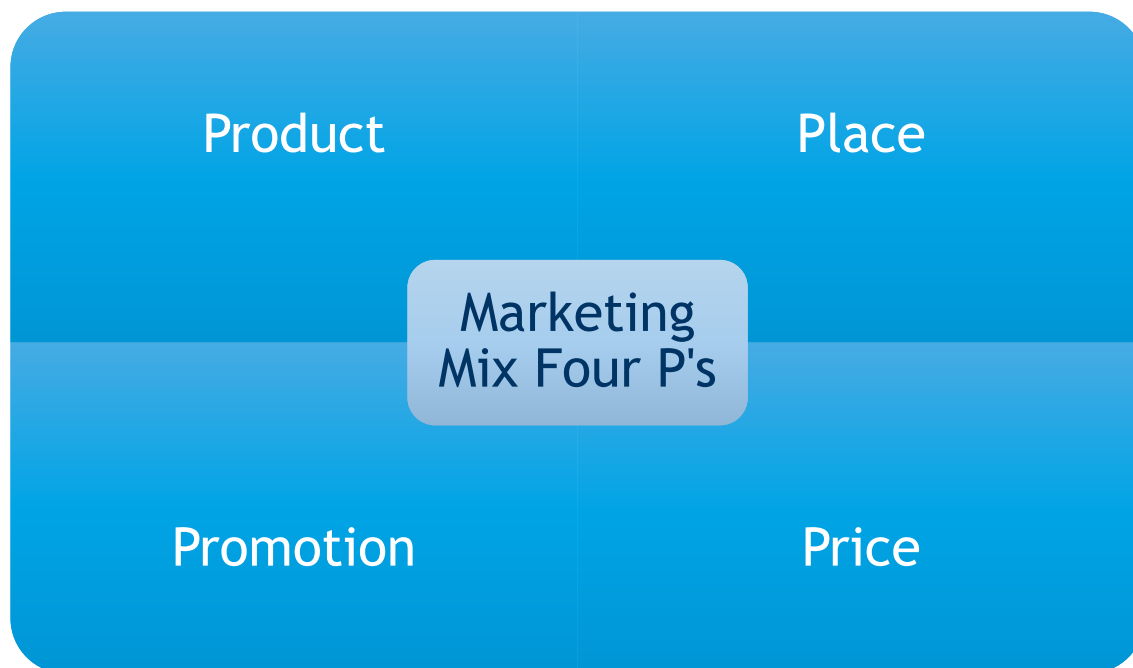 Product
Place
Marketing
Mix Four P's
Promotion
Price